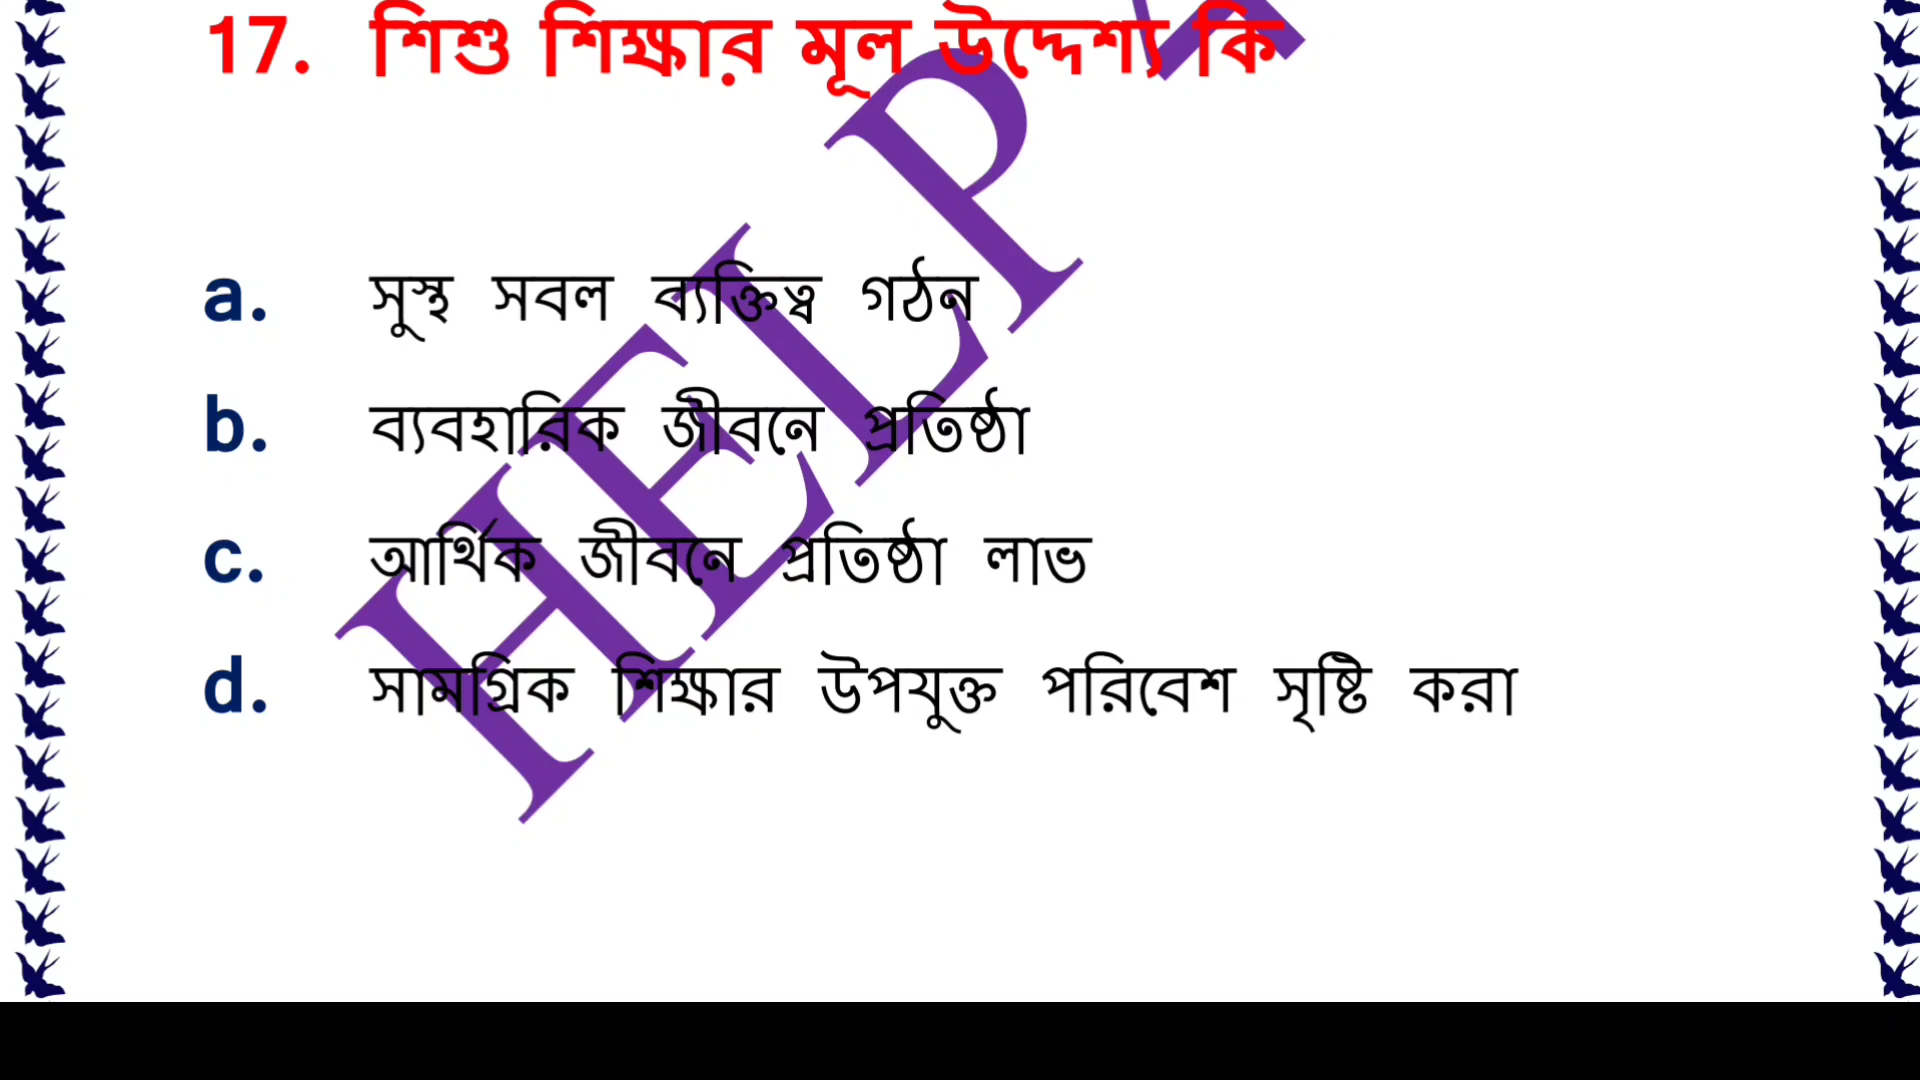 17. শিশু শিক্ষার মূল উদ্দেশ্য কি
a. সুস্থ সবল ব্যক্তিত্ব গঠন
b. ব্যবহারিক জীবনে প্রতিষ্ঠা
c. আর্থিক জীবনে প্রতিষ্ঠা লাভ
d. সামগ্রিক শিক্ষার উপযুক্ত পরিবেশ সৃষ্টি করা
HELP